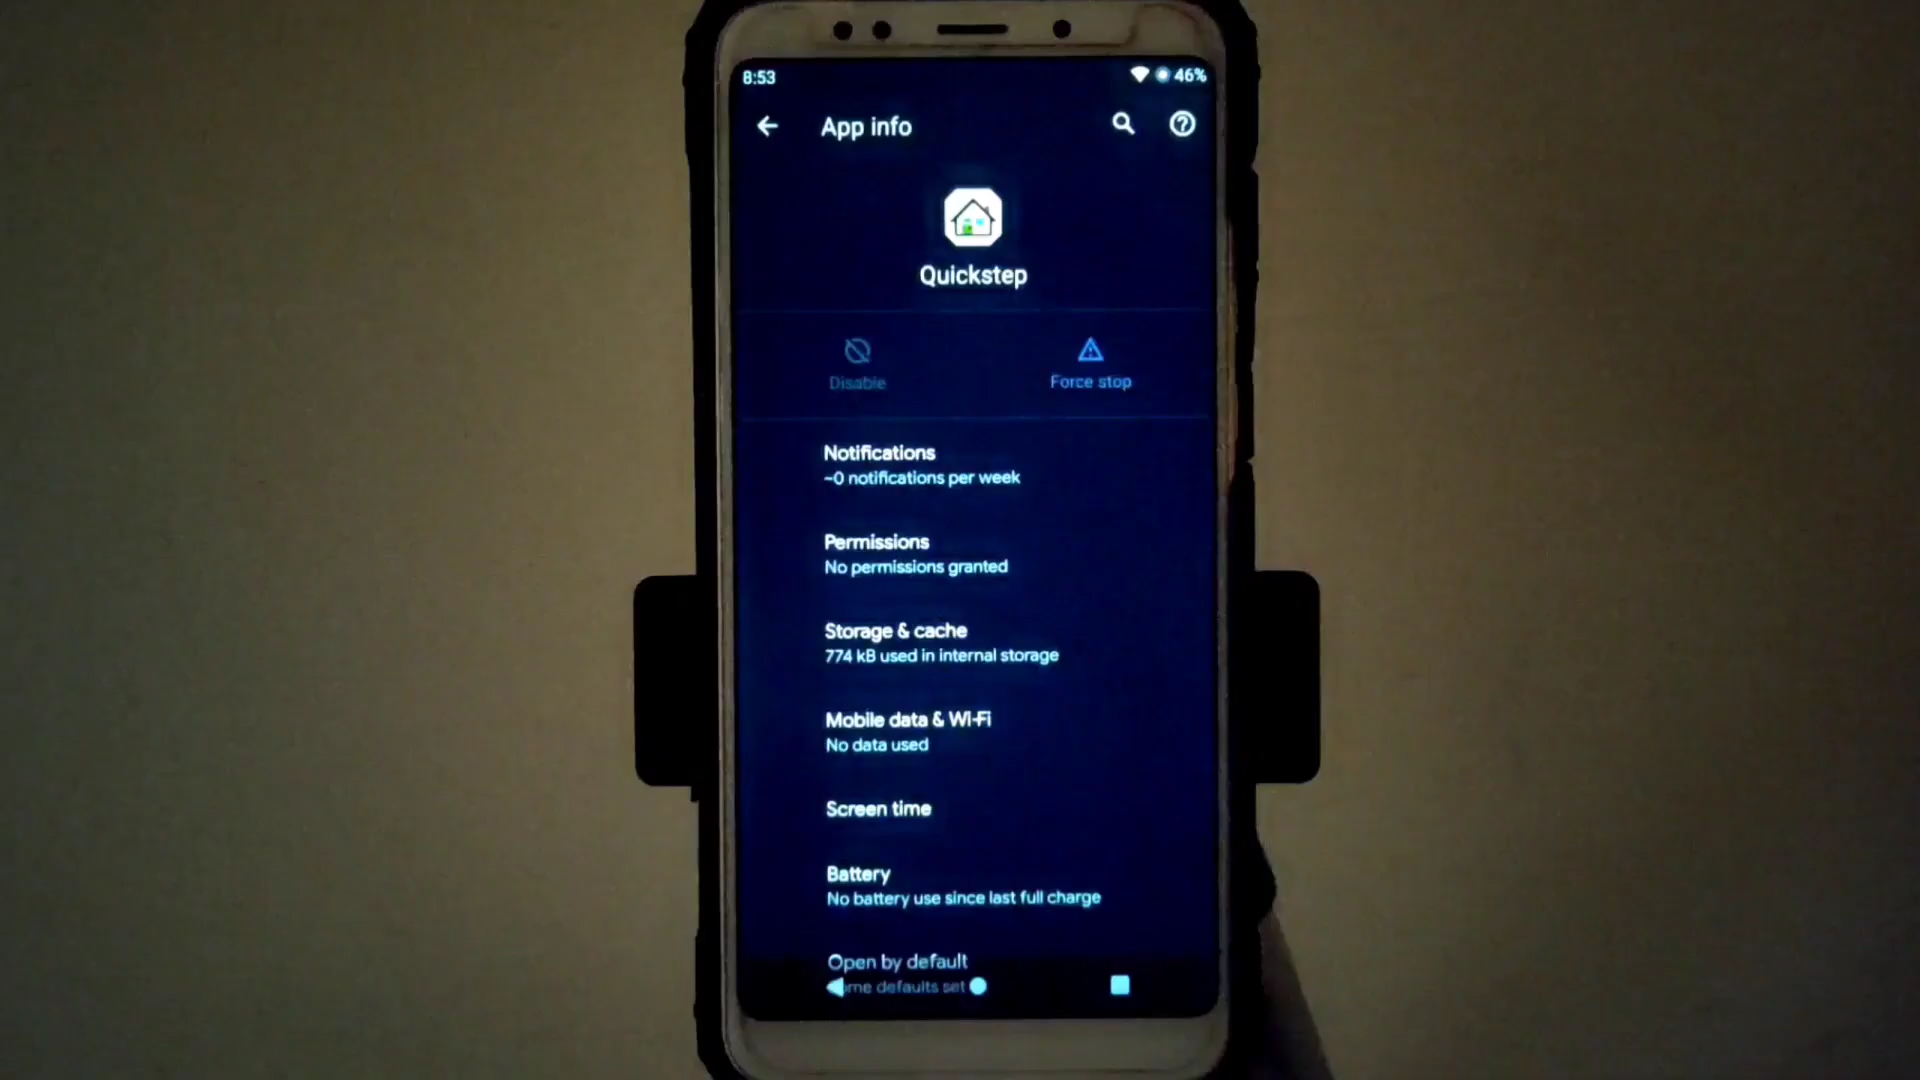 8:53
46%
App info
Quickstep
Disable
Force stop
Notifications
~0 notifications per week
Permissions
No permissions granted
Storage & cache
774 kB used in internal storage
Mobile data & Wi-Fi
No data used
Screen time
Battery
No battery use since last full charge
Open by default
defaults set